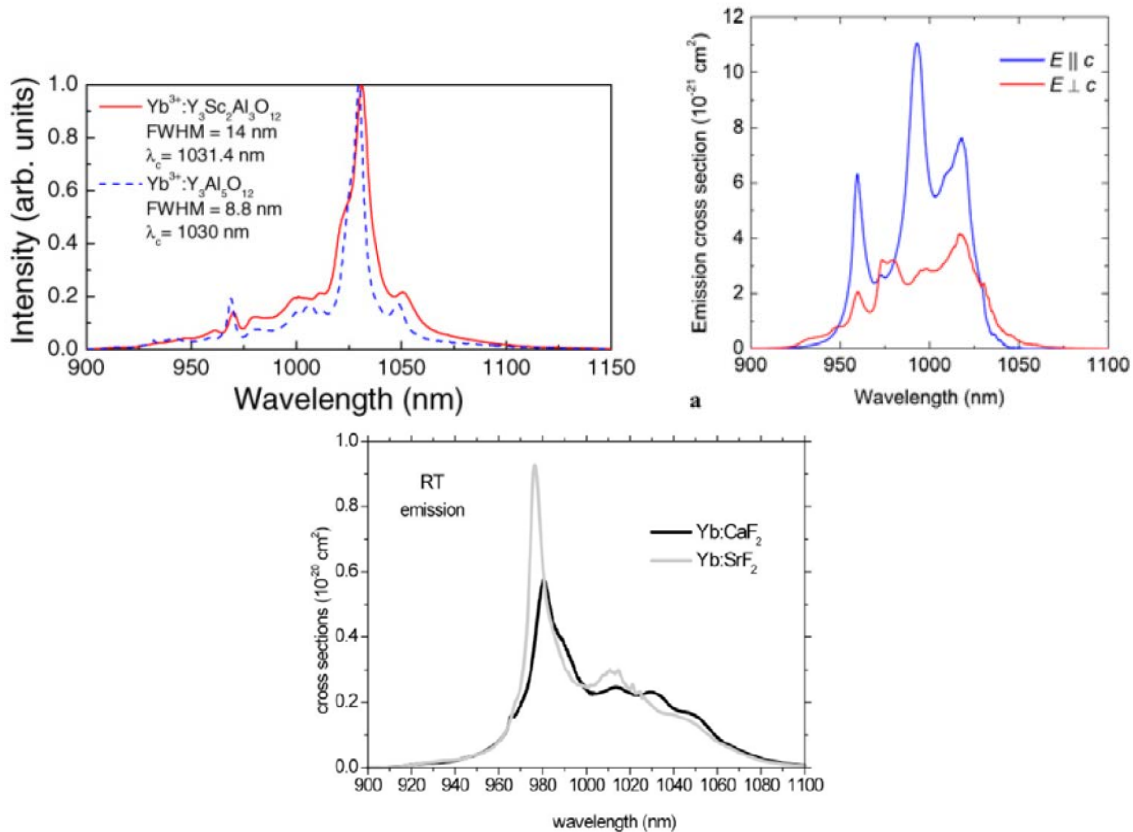 Intensity (arb. units)
1.0
0.8
0.6
0.4
0.2
0.0
Yb³⁺:Y₃Sc₂Al₃O₁₂
FWHM = 14 nm
λc= 1031.4 nm
Yb³⁺:Y₃Al₅O₁₂
FWHM = 8.8 nm
λc= 1030 nm
900 950 1000 1050 1100 1150
Wavelength (nm)
a
Emission cross section (10⁻²¹ cm²)
12
10
8
6
4
2
0
E || c
E ⊥ c
900 950 1000 1050 1100
Wavelength (nm)
cross sections (10⁻²⁰ cm²)
1.0
0.8
0.6
0.4
0.2
0.0
RT
emission
Yb:CaF₂
Yb:SrF₂
900 920 940 960 980 1000 1020 1040 1060 1080 1100
wavelength (nm)